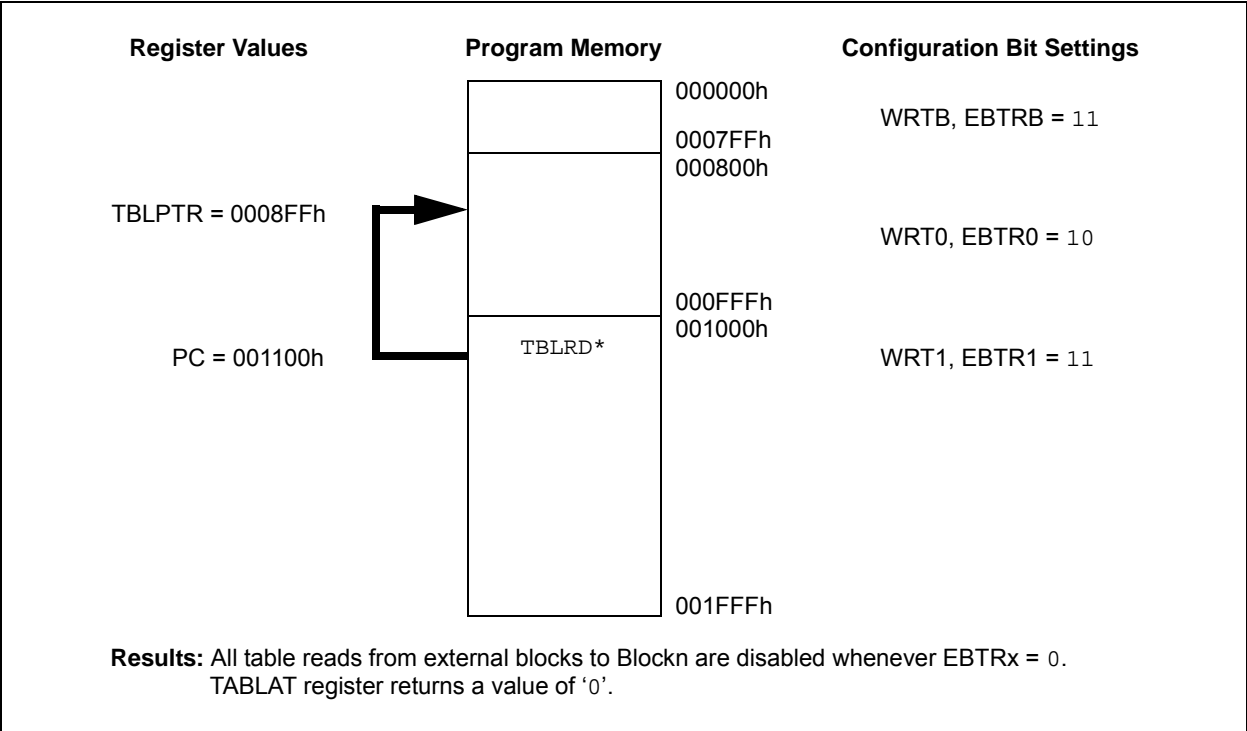 Register Values
Program Memory
Configuration Bit Settings
000000h
WRTB, EBTRB = 11
0007FFh
000800h
TBLPTR = 0008FFh
WRT0, EBTR0 = 10
000FFFh
001000h
TBLRD*
PC = 001100h
WRT1, EBTR1 = 11
001FFFh
Results: All table reads from external blocks to Blockn are disabled whenever EBTRx = 0.
TABLAT register returns a value of ‘0’.